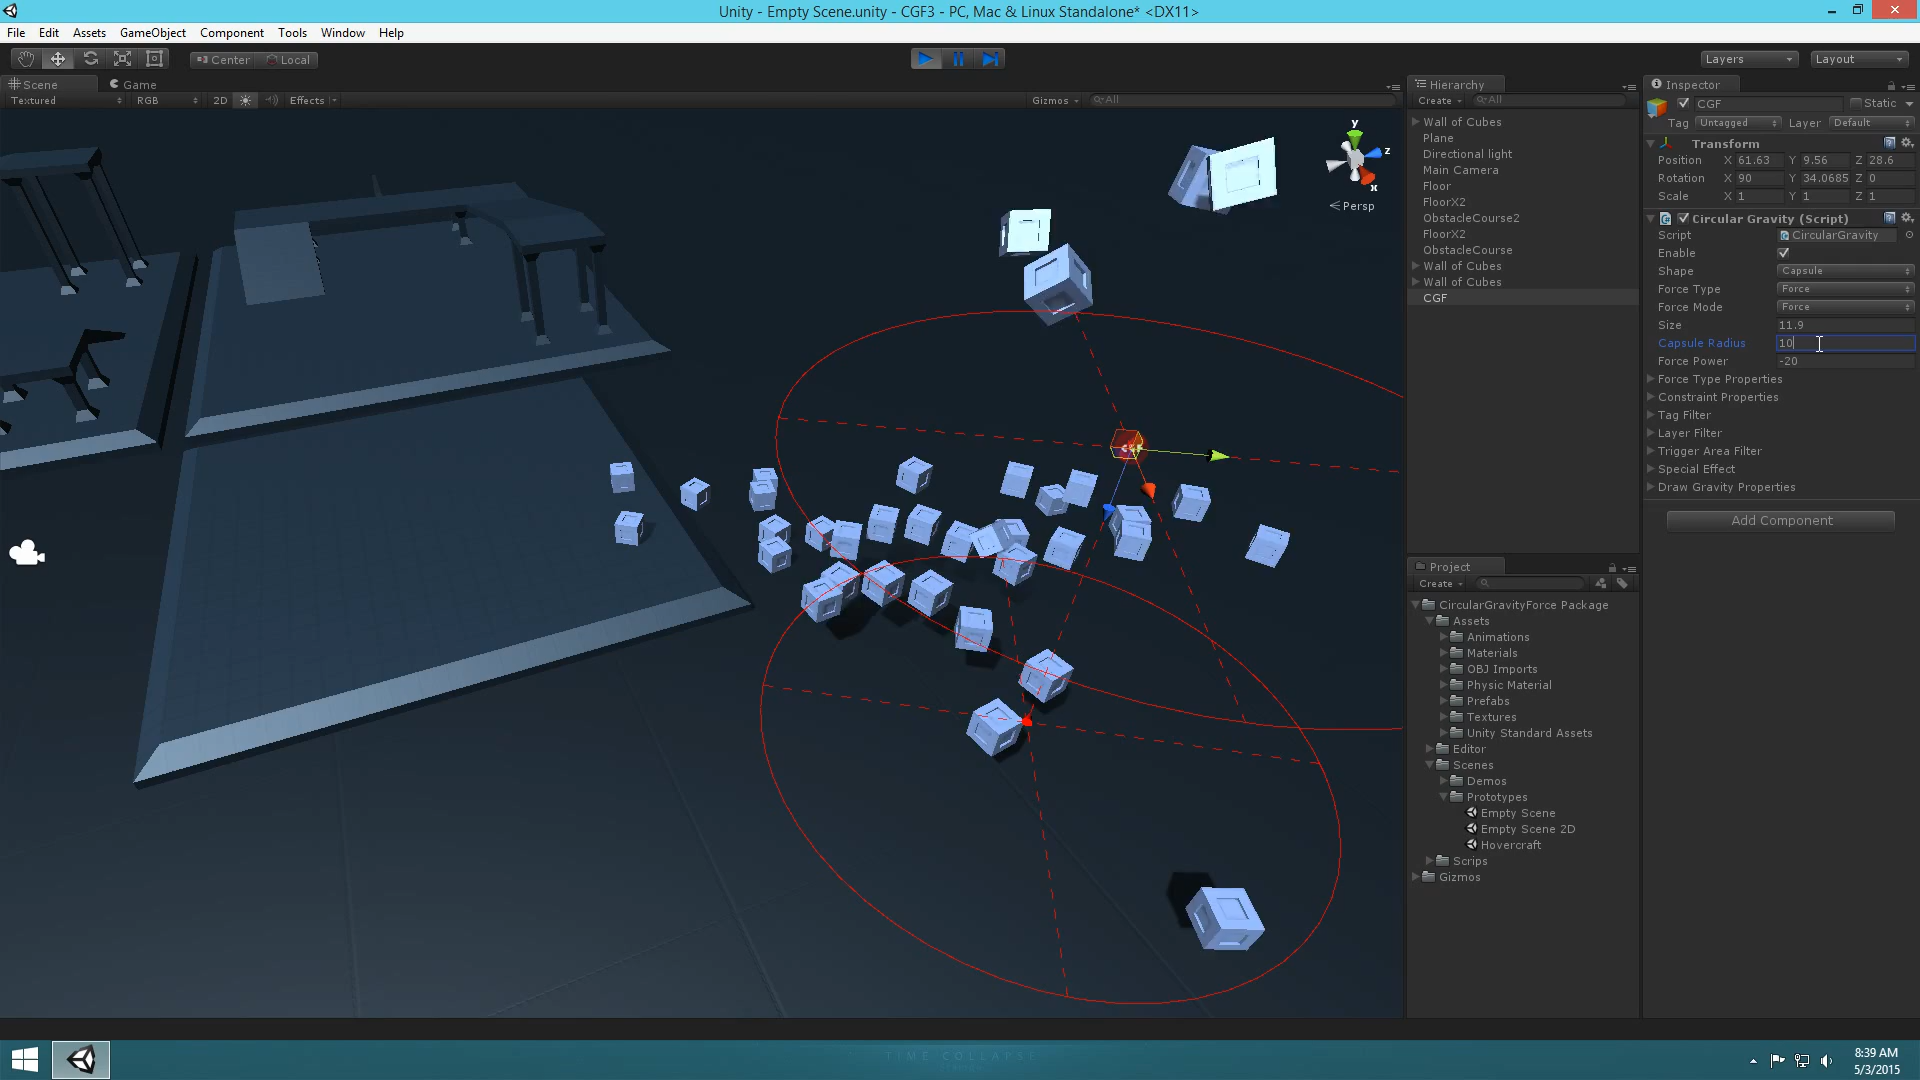 Unity - Empty Scene.unity - CGF3 - PC, Mac & Linux Standalone* <DX11>
File Edit Assets GameObject Component Tools Window Help
Center Local
Layers Layout
Scene Game
Textured RGB 2D Effects Gizmos All
y
z
x
Persp
CGF
Hierarchy
Create All
Wall of Cubes
Plane
Directional light
Main Camera
Floor
FloorX2
ObstacleCourse2
FloorX2
ObstacleCourse
Wall of Cubes
Wall of Cubes
CGF
Project
Create
CircularGravityForce Package
Assets
Animations
Materials
OBJ Imports
Physic Material
Prefabs
Textures
Unity Standard Assets
Editor
Scenes
Demos
Prototypes
Empty Scene
Empty Scene 2D
Hovercraft
Scrips
Gizmos
Inspector
CGF Static
Tag Untagged Layer Default
Transform
Position X 61.63 Y 9.56 Z 28.6
Rotation X 90 Y 34.0685 Z 0
Scale X 1 Y 1 Z 1
Circular Gravity (Script)
Script CircularGravity
Enable
Shape Capsule
Force Type Force
Force Mode Force
Size 11.9
Capsule Radius 10
Force Power -20
Force Type Properties
Constraint Properties
Tag Filter
Layer Filter
Trigger Area Filter
Special Effect
Draw Gravity Properties
Add Component
TIME COLLAPSE
8:39 AM
5/3/2015